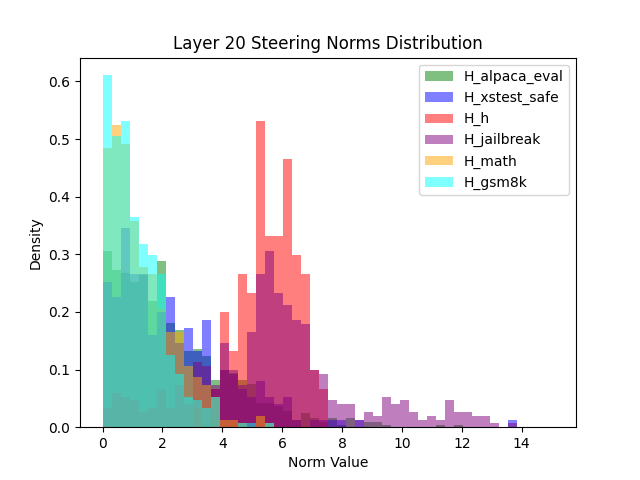 Layer 20 Steering Norms Distribution
H_alpaca_eval
H_xstest_safe
H_h
H_jailbreak
H_math
H_gsm8k
Density
0.6
0.5
0.4
0.3
0.2
0.1
0.0
0 2 4 6 8 10 12 14
Norm Value